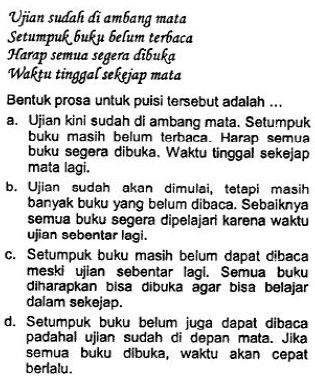 Ujian sudah di ambang mata
Setumpuk buku belum terbaca
Harap semua segera dibuka
Waktu tinggal sekejap mata
Bentuk prosa untuk puisi tersebut adalah ...
a. Ujian kini sudah di ambang mata. Setumpuk
buku masih belum terbaca. Harap semua
buku segera dibuka. Waktu tinggal sekejap
mata lagi.
b. Ujian sudah akan dimulai, tetapi masih
banyak buku yang belum dibaca. Sebaiknya
semua buku segera dipelajari karena waktu
ujian sebentar lagi.
c. Setumpuk buku masih belum dapat dibaca
meski ujian sebentar lagi. Semua buku
diharapkan bisa dibuka agar bisa belajar
dalam sekejap.
d. Setumpuk buku belum juga dapat dibaca
padahal ujian sudah di depan mata. Jika
semua buku dibuka, waktu akan cepat
berlalu.